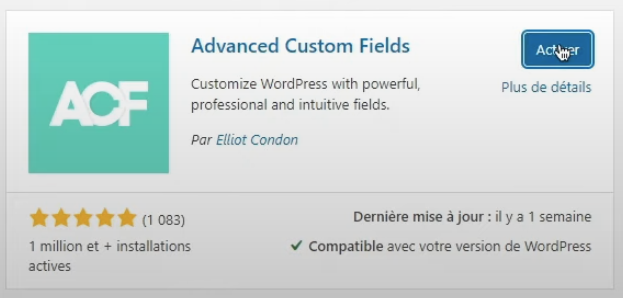 ACF
Advanced Custom Fields
Activer
Plus de détails
Customize WordPress with powerful,
professional and intuitive fields.
Par Elliot Condon
(1 083)
1 million et + installations
actives
Dernière mise à jour : il y a 1 semaine
Compatible avec votre version de WordPress